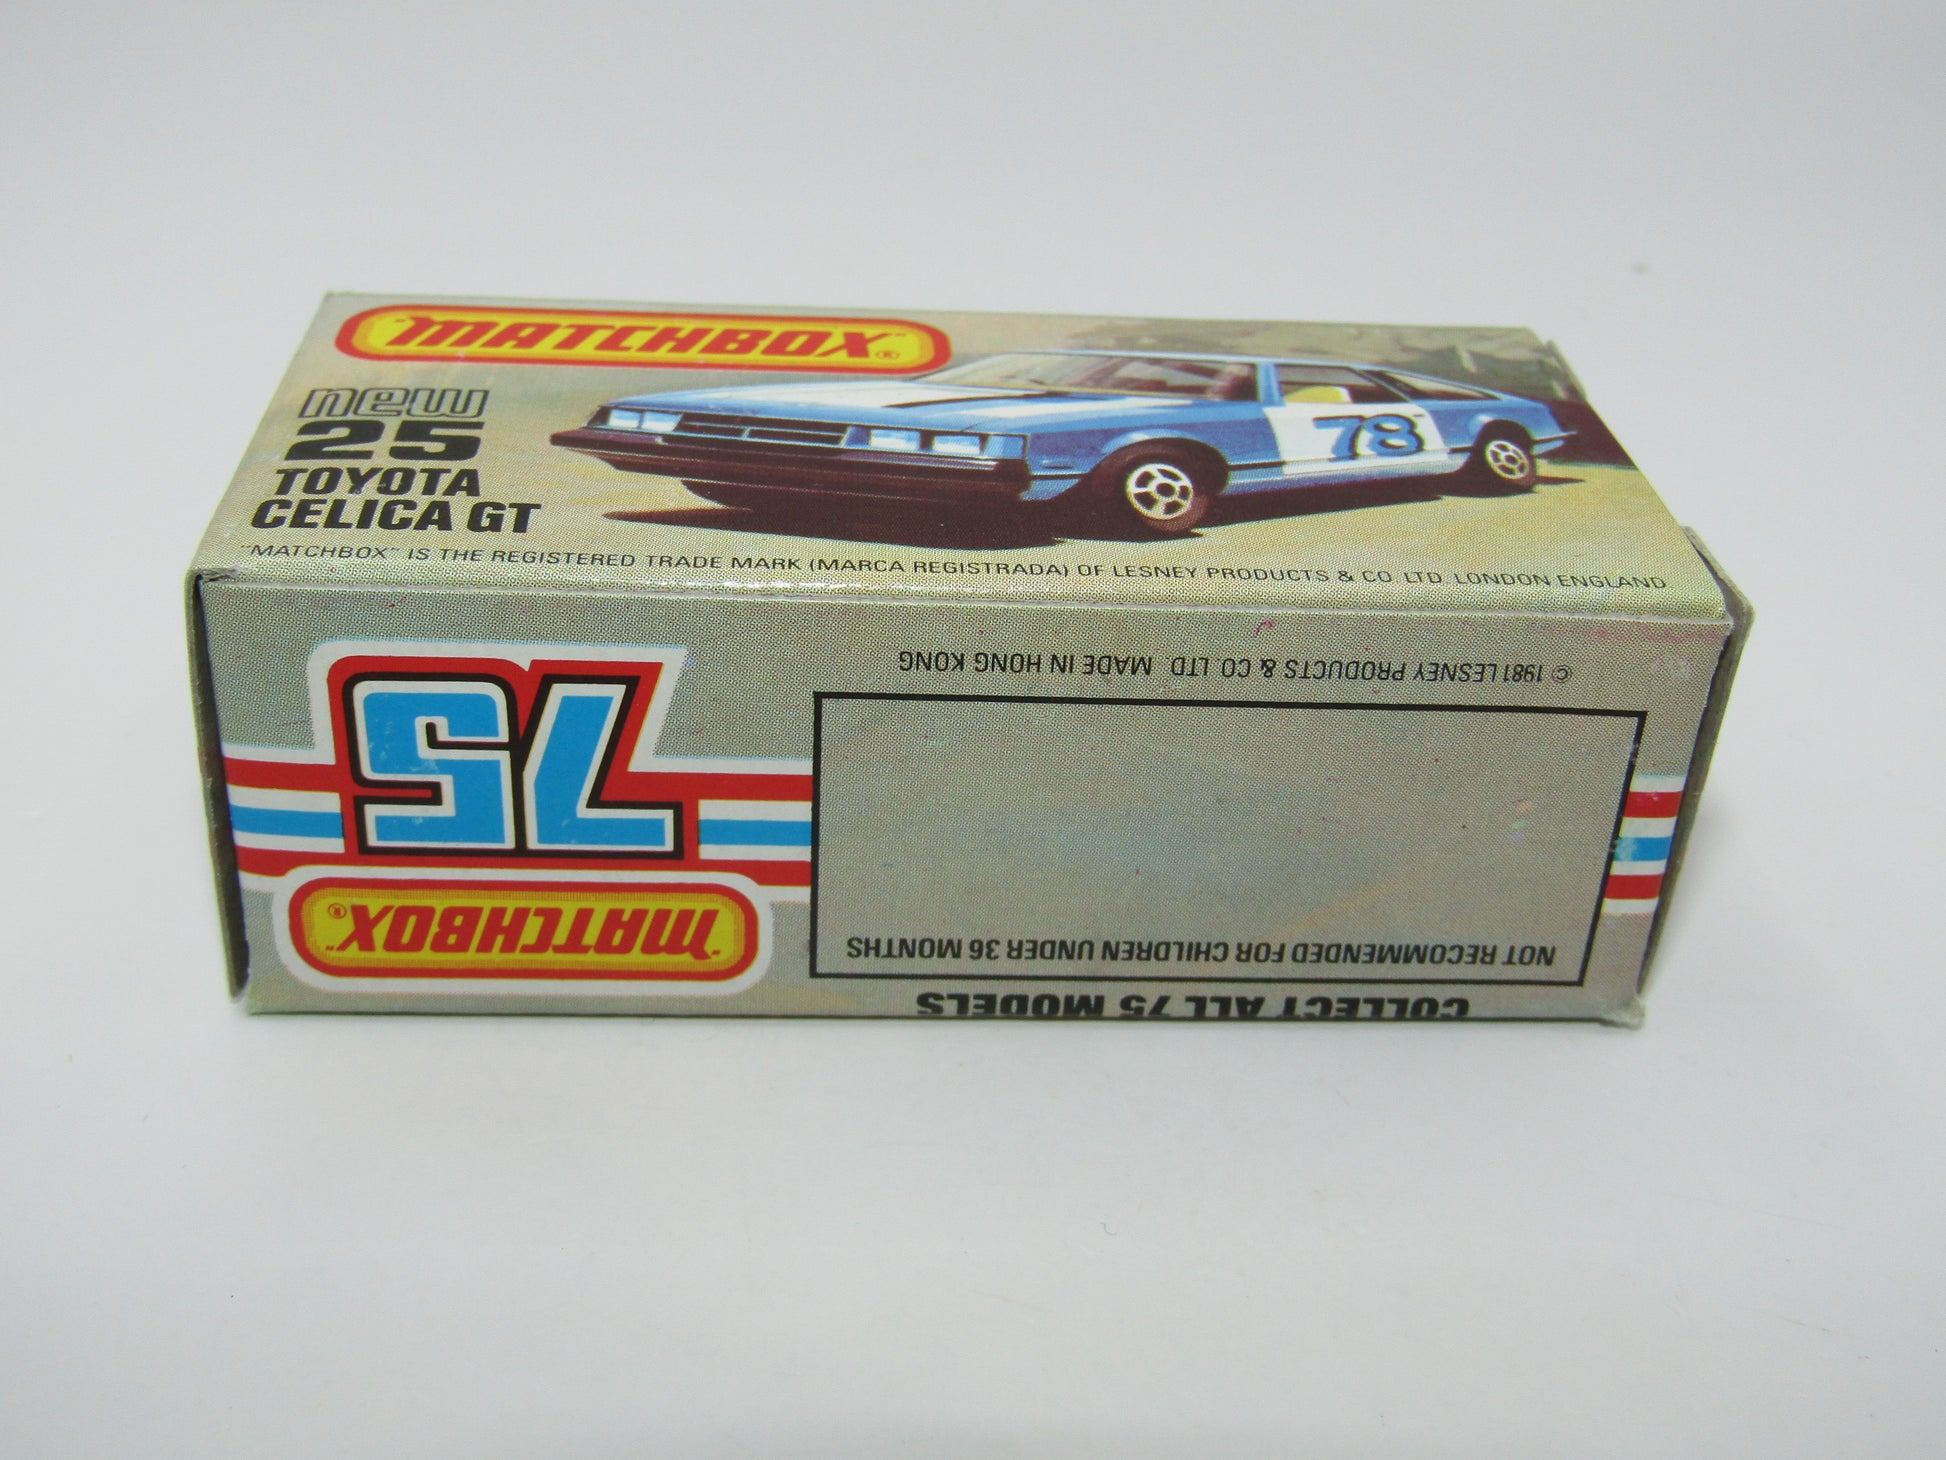 "MATCHBOX"®
new
25
TOYOTA
CELICA GT
78
"MATCHBOX" IS THE REGISTERED TRADE MARK (MARCA REGISTRADA) OF LESNEY PRODUCTS & CO LTD. LONDON ENGLAND
COLLECT ALL 75 MODELS
"MATCHBOX"®
75
NOT RECOMMENDED FOR CHILDREN UNDER 36 MONTHS
© 1981 LESNEY PRODUCTS & CO LTD MADE IN HONG KONG